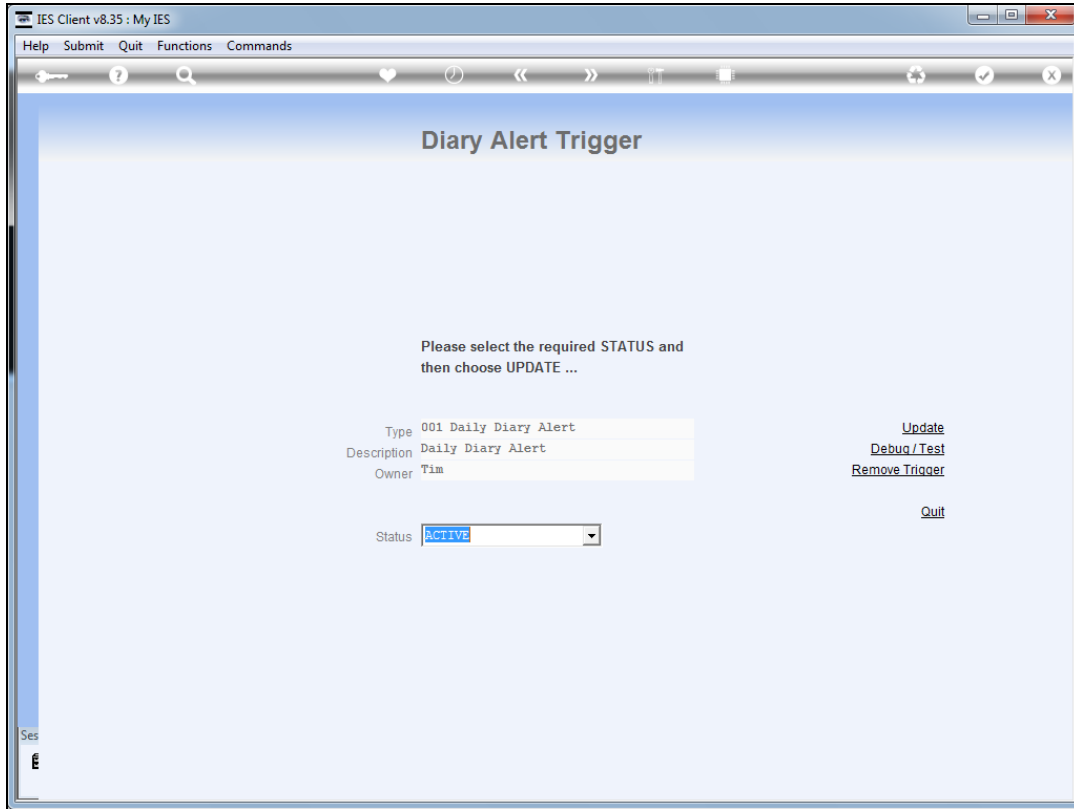 IES Client v8.35 : My IES
Help Submit Quit Functions Commands
Diary Alert Trigger
Please select the required STATUS and
then choose UPDATE ...
Type 001 Daily Diary Alert
Description Daily Diary Alert
Owner Tim
Update
Debug / Test
Remove Trigger
Quit
Status ACTIVE
Ses